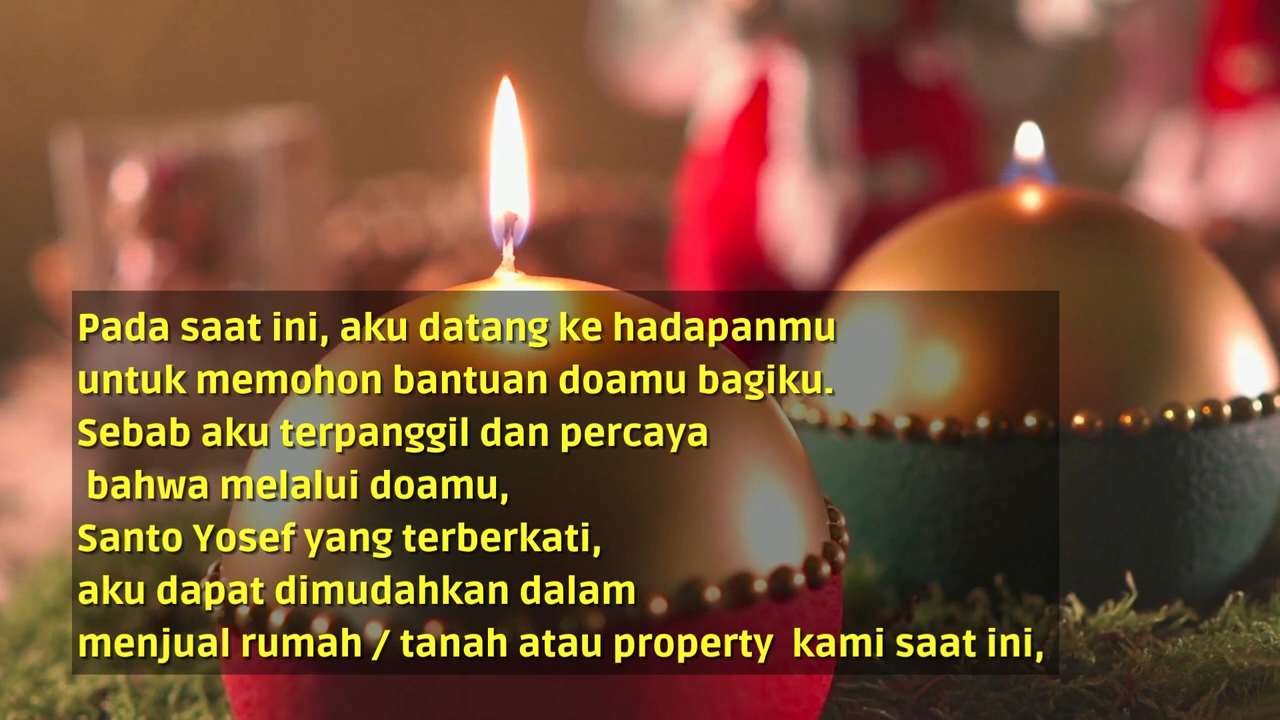 Pada saat ini, aku datang ke hadapanmu
untuk memohon bantuan doamu bagiku.
Sebab aku terpanggil dan percaya
bahwa melalui doamu,
Santo Yosef yang terberkati,
aku dapat dimudahkan dalam
menjual rumah / tanah atau property  kami saat ini,